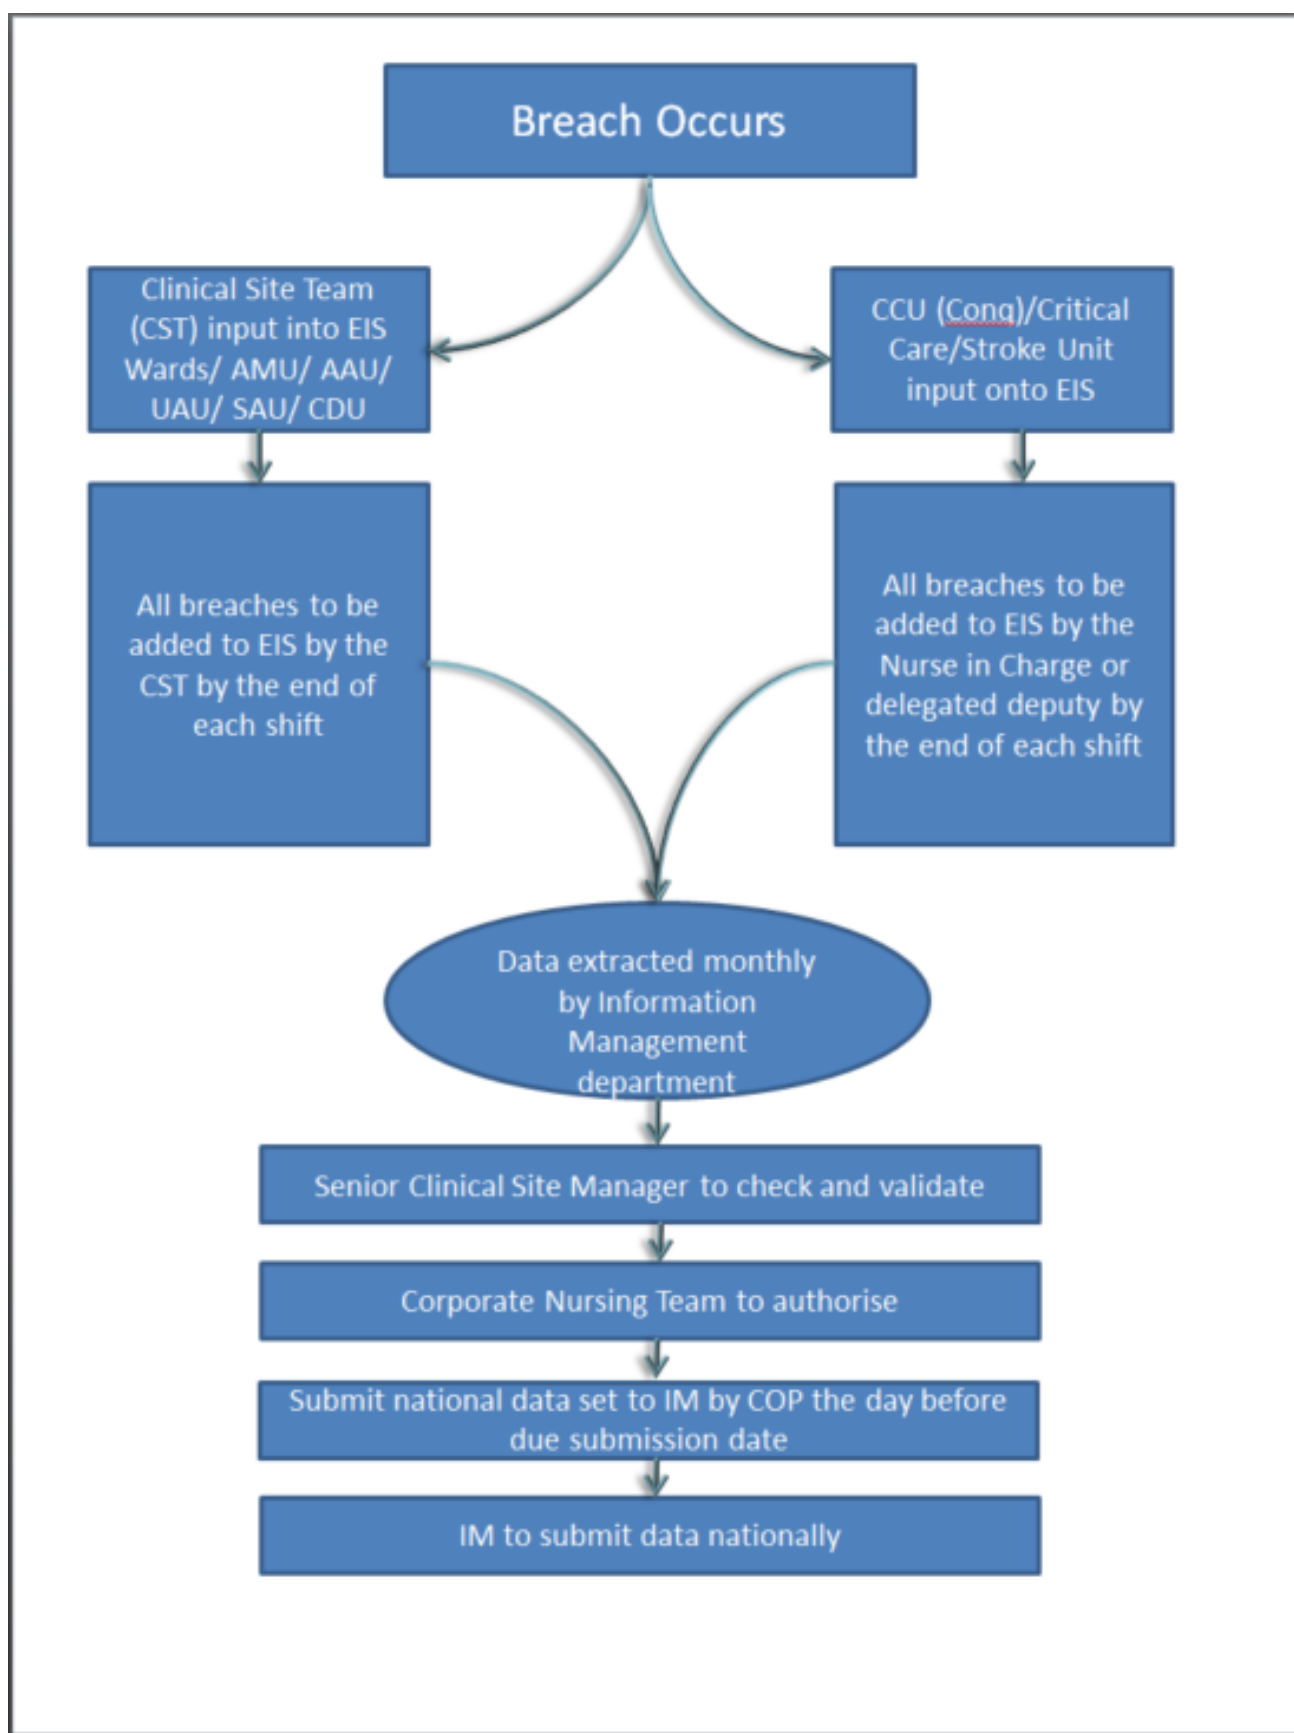 Breach Occurs
Clinical Site Team
(CST) input into EIS
Wards/ AMU/ AAU/
UAU/ SAU/ CDU
CCU (Conq)/Critical
Care/Stroke Unit
input onto EIS
All breaches to be
added to EIS by the
CST by the end of
each shift
All breaches to be
added to EIS by the
Nurse in Charge or
delegated deputy by
the end of each shift
Data extracted monthly
by Information
Management
department
Senior Clinical Site Manager to check and validate
Corporate Nursing Team to authorise
Submit national data set to IM by COP the day before
due submission date
IM to submit data nationally